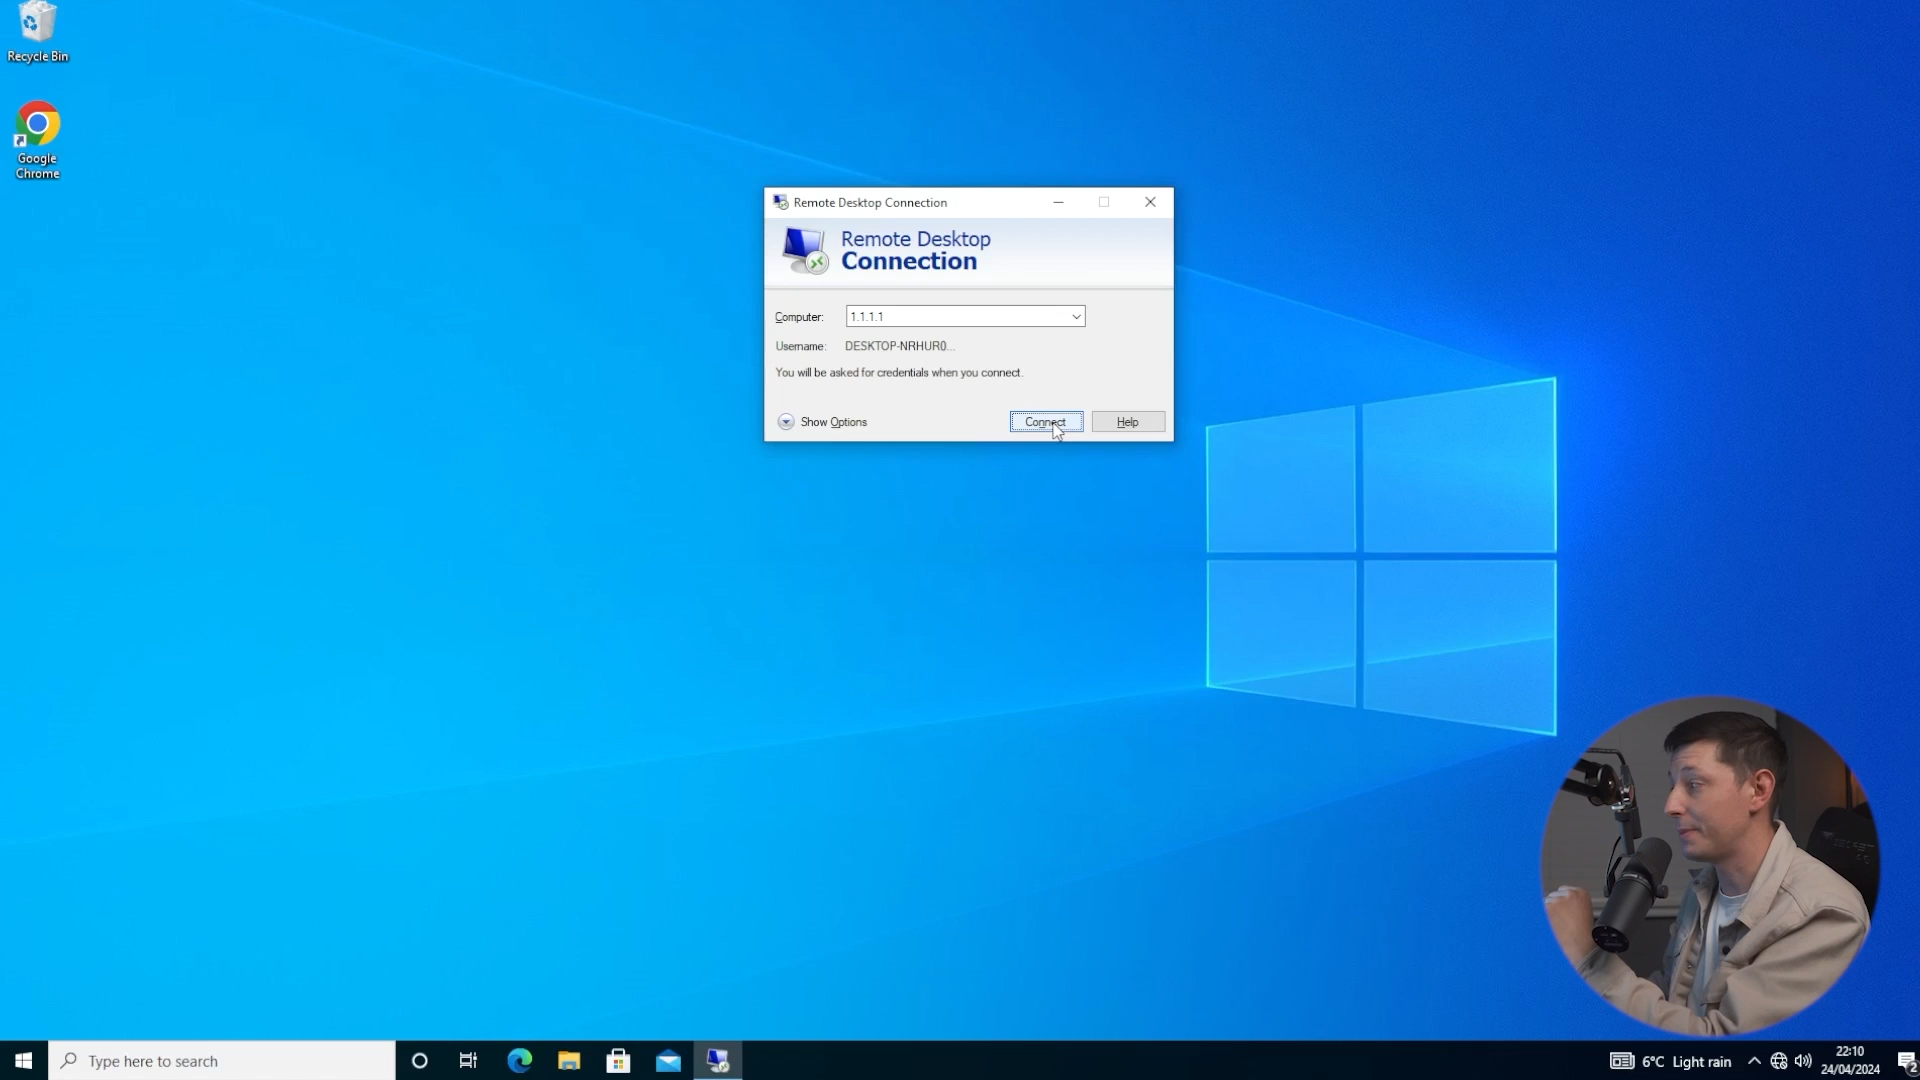 Recycle Bin
Google
Chrome
Remote Desktop Connection
Remote Desktop
Connection
Computer: 1.1.1.1
Username: DESKTOP-NRHUR0...
You will be asked for credentials when you connect.
Show Options Connect Help
Type here to search
6°C Light rain
22:10
24/04/2024
2